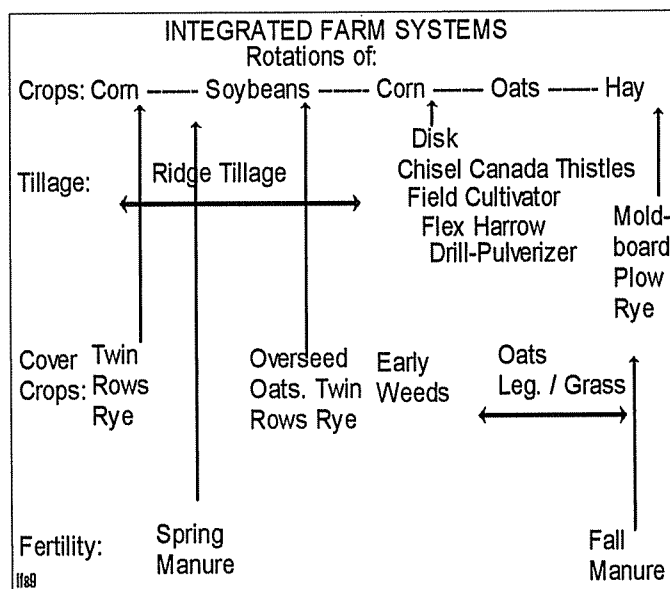 INTEGRATED FARM SYSTEMS
Rotations of:
Crops: Corn ---- Soybeans ---- Corn ---- Oats ---- Hay
Disk
Chisel Canada Thistles
Field Cultivator
Flex Harrow
Drill-Pulverizer
Tillage:
Ridge Tillage
Mold-
board
Plow
Rye
Cover
Crops:
Twin
Rows
Rye
Overseed
Oats. Twin
Rows Rye
Early
Weeds
Oats
Leg. / Grass
Fertility:
Spring
Manure
Fall
Manure